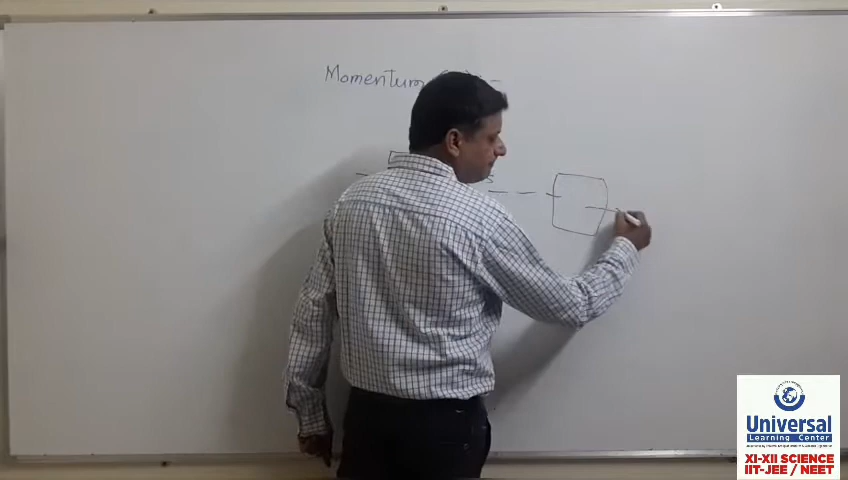 Momentum
Universal
Learning Center
XI-XII SCIENCE
IIT-JEE / NEET